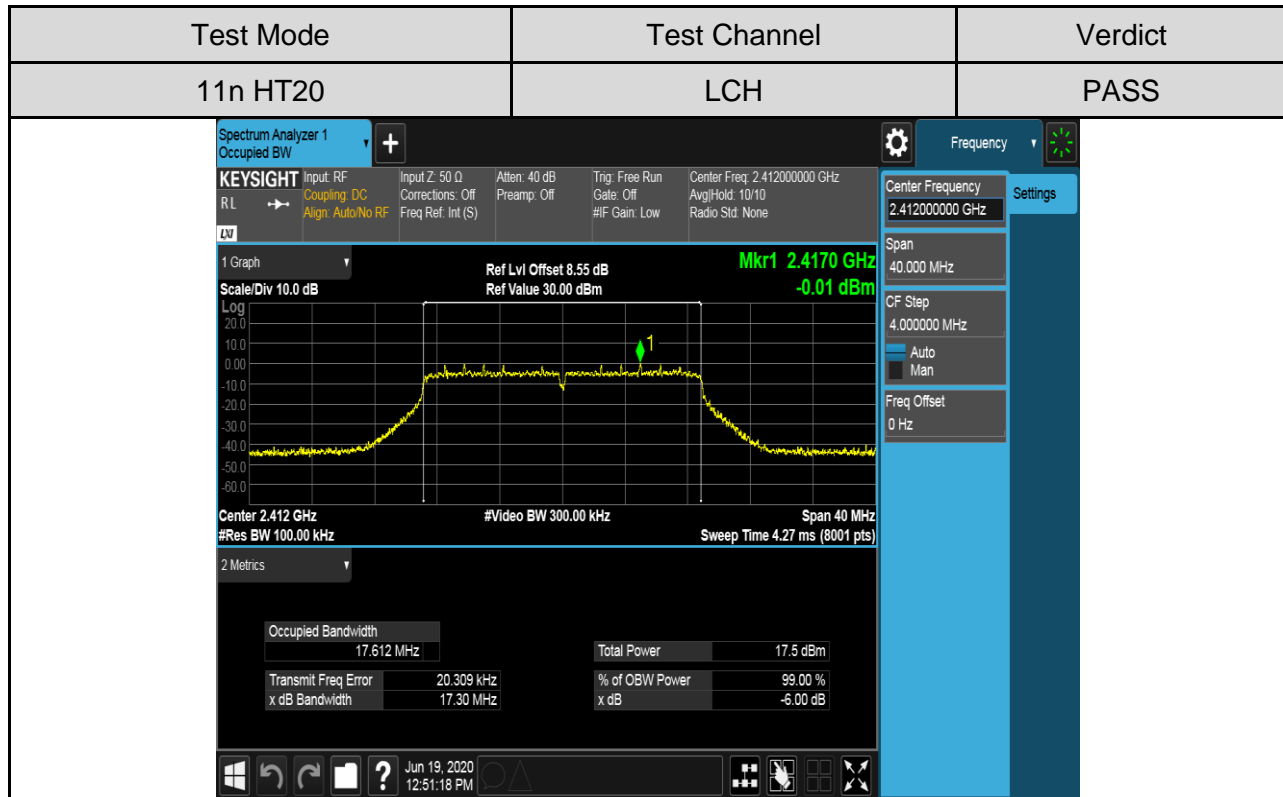 Test Mode Test Channel Verdict
11n HT20 LCH PASS
Spectrum Analyzer 1
Occupied BW
+
Frequency
KEYSIGHT Input: RF Input Z: 50 Ω Atten: 40 dB Trig: Free Run Center Freq: 2.412000000 GHz
RL Coupling: DC Corrections: Off Preamp: Off Gate: Off Avg|Hold: 10/10
Align: Auto/No RF Freq Ref: Int (S) #IF Gain: Low Radio Std: None
LXI
1 Graph
Ref Lvl Offset 8.55 dB
Mkr1 2.4170 GHz
Scale/Div 10.0 dB Ref Value 30.00 dBm -0.01 dBm
Log
20.0
10.0
1
0.00
-10.0
-20.0
-30.0
-40.0
-50.0
-60.0
Center 2.412 GHz #Video BW 300.00 kHz Span 40 MHz
#Res BW 100.00 kHz Sweep Time 4.27 ms (8001 pts)
2 Metrics
Occupied Bandwidth
17.612 MHz
Total Power 17.5 dBm
Transmit Freq Error 20.309 kHz % of OBW Power 99.00 %
x dB Bandwidth 17.30 MHz x dB -6.00 dB
Center Frequency
2.412000000 GHz
Settings
Span
40.000 MHz
CF Step
4.000000 MHz
Auto
Man
Freq Offset
0 Hz
? Jun 19, 2020
12:51:18 PM